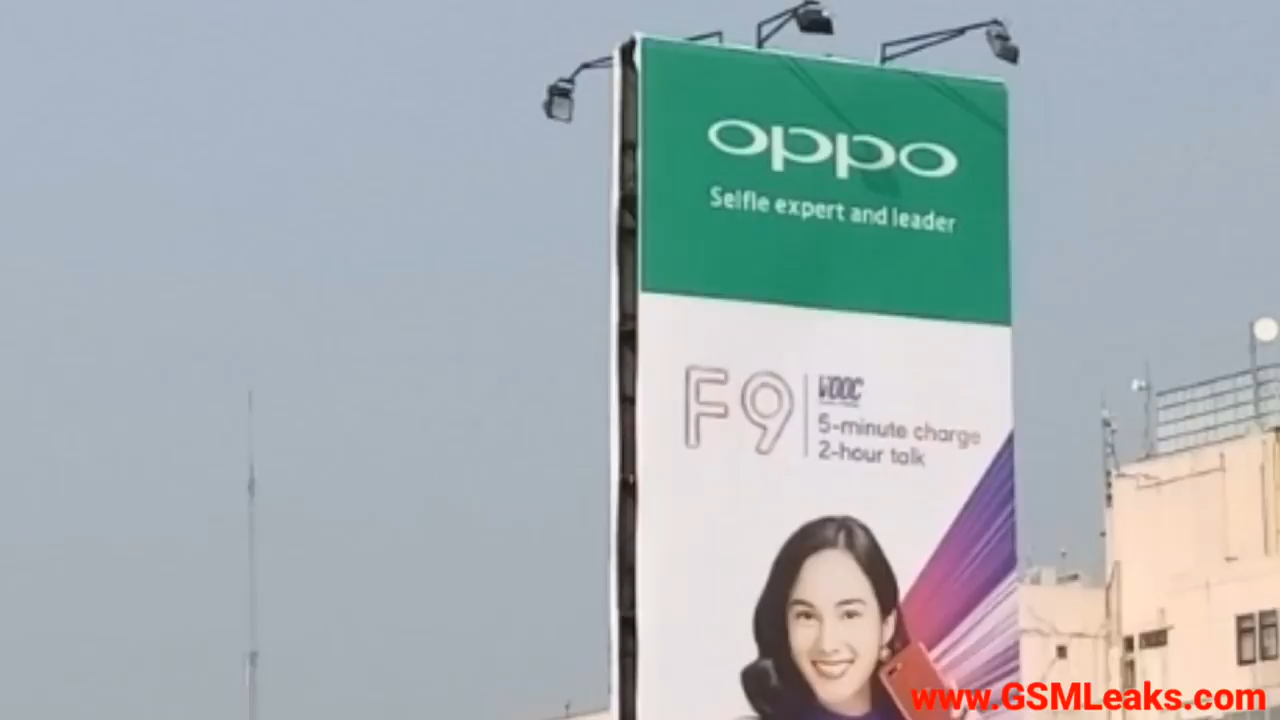 oppo
Selfie expert and leader
F9
VOOC
5-minute charge
2-hour talk
www.GSMLeaks.com